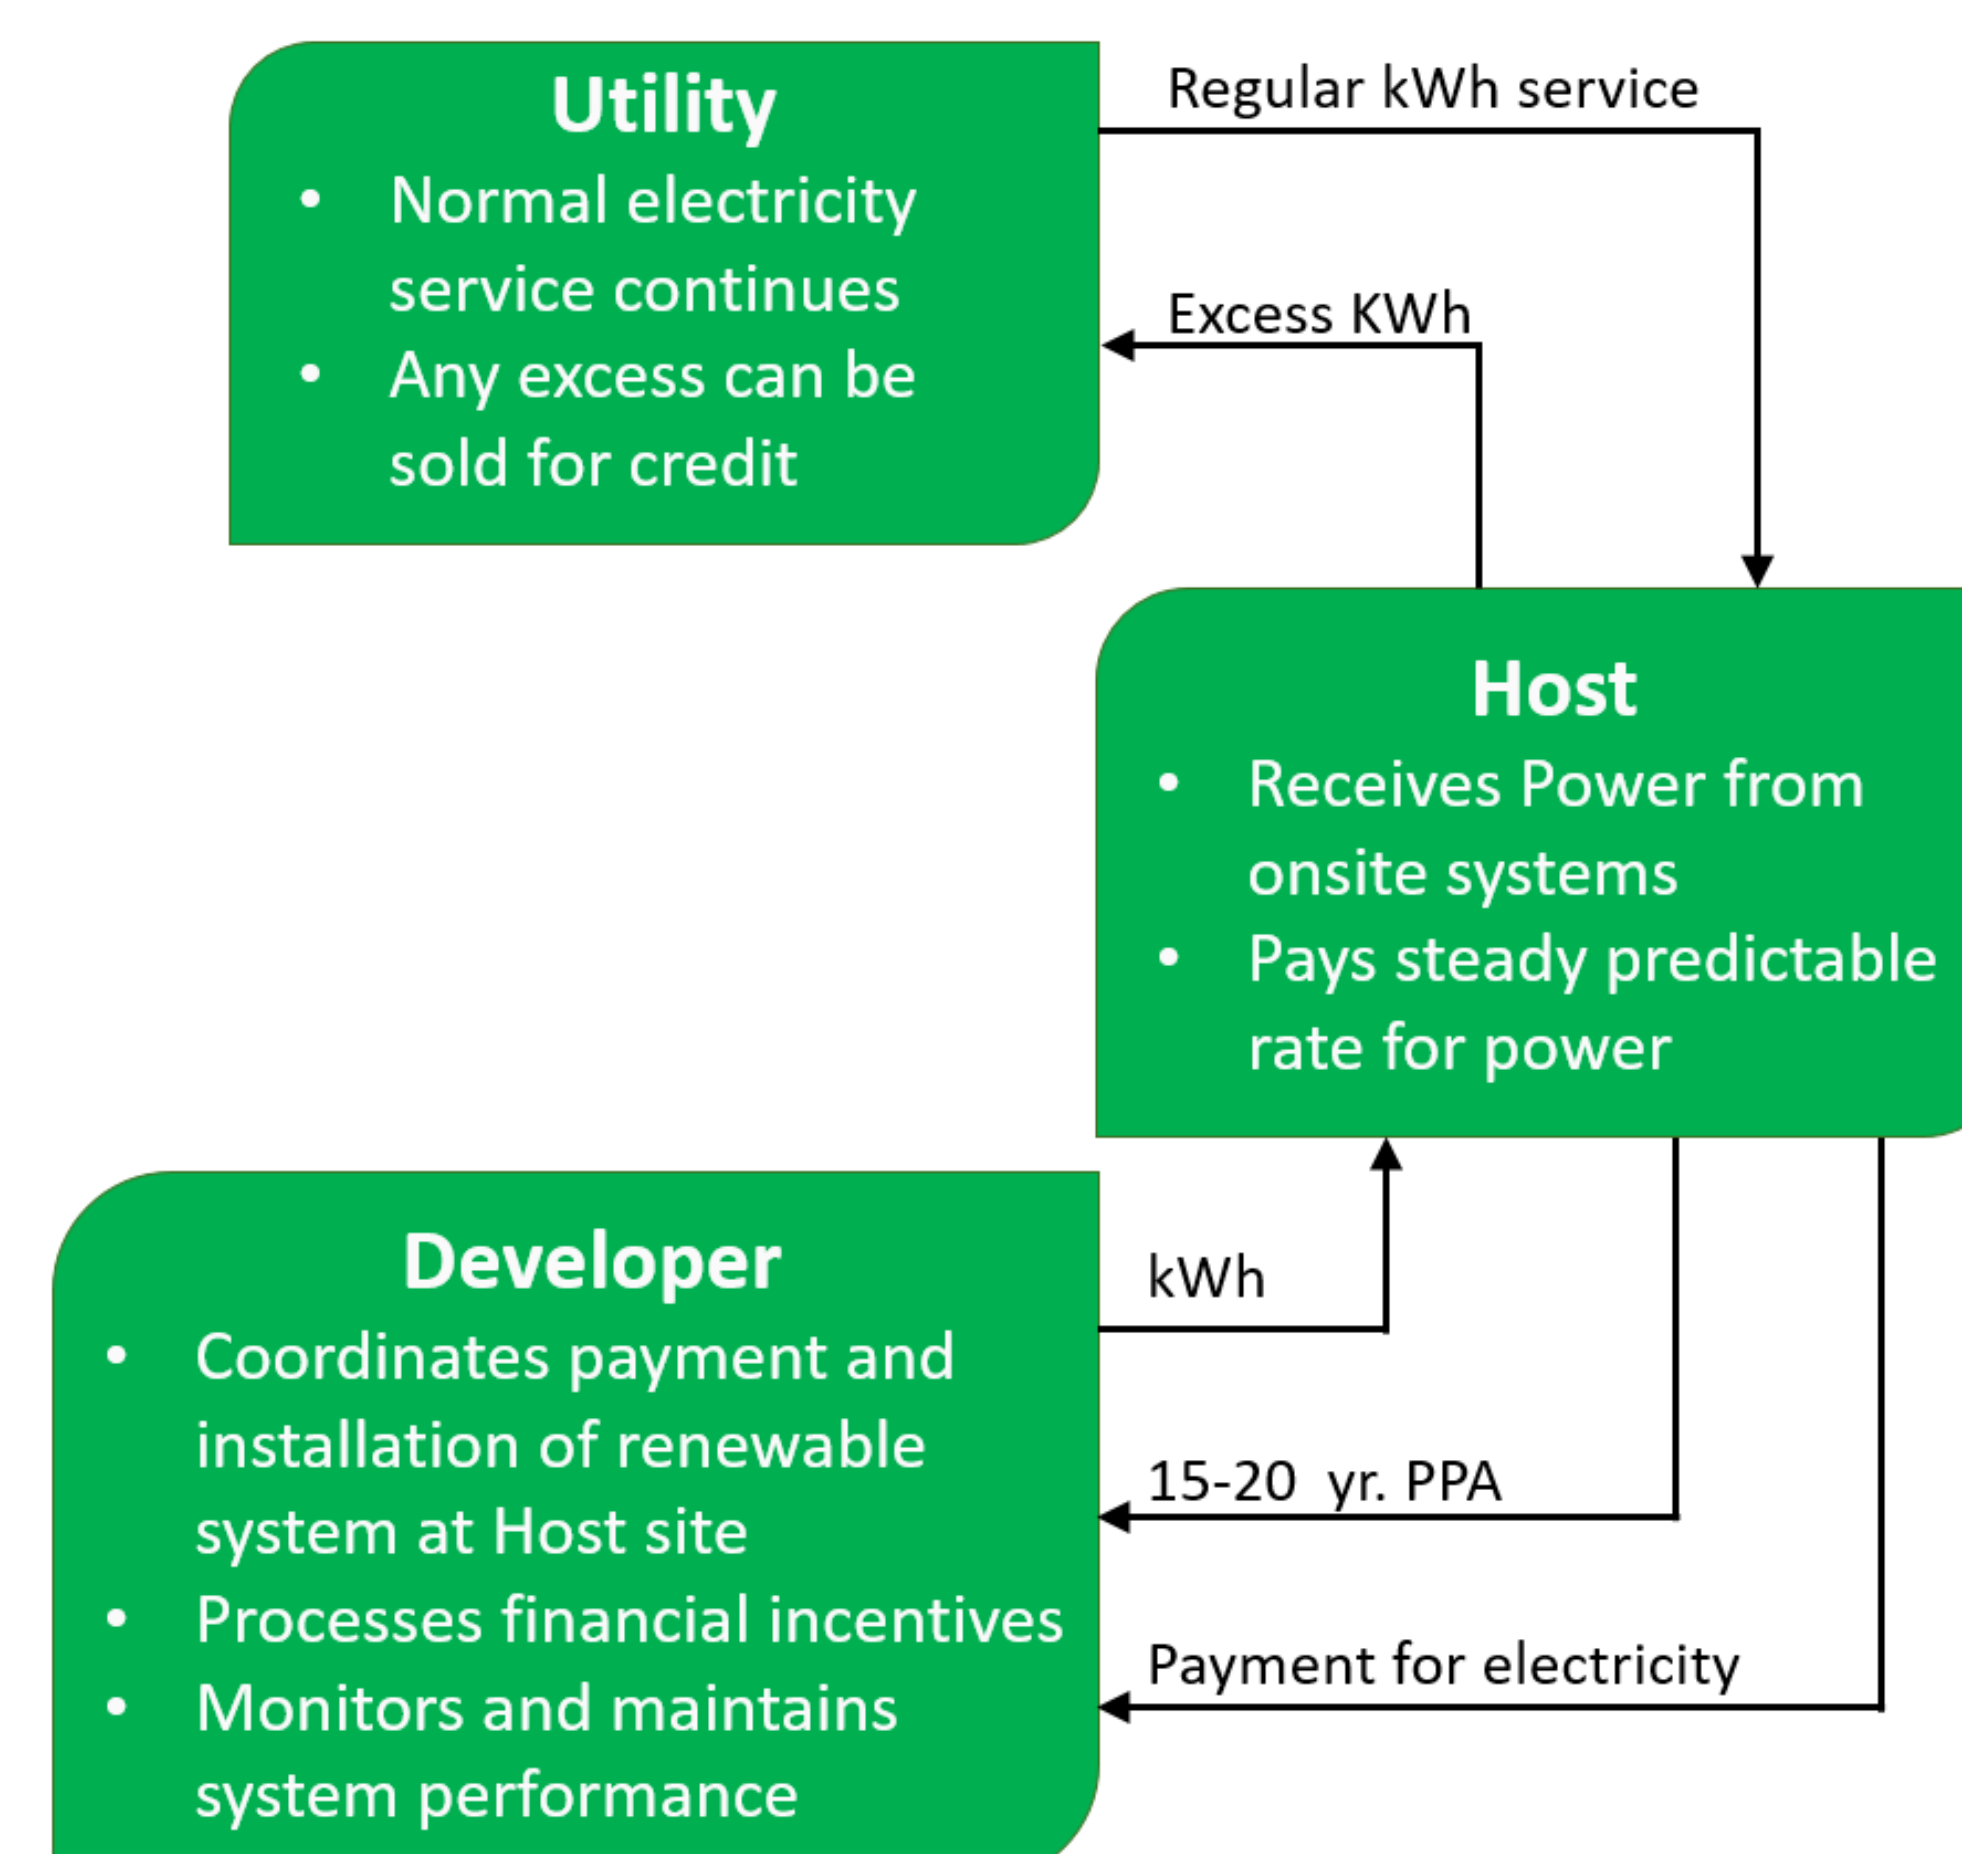 Utility
• Normal electricity
service continues
• Any excess can be
sold for credit
Regular kWh service
Excess KWh
Host
• Receives Power from
onsite systems
• Pays steady predictable
rate for power
Developer
• Coordinates payment and
installation of renewable
system at Host site
• Processes financial incentives
• Monitors and maintains
system performance
kWh
15-20 yr. PPA
Payment for electricity